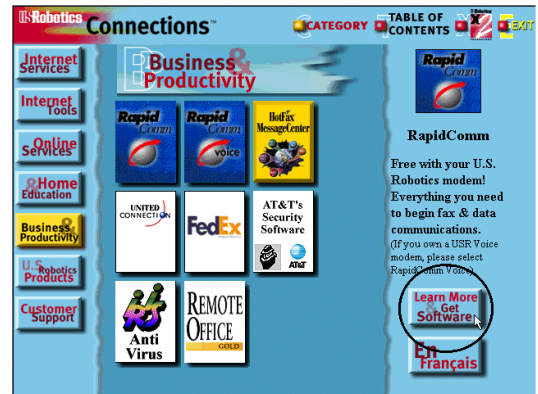 U.S.Robotics Connections™
CATEGORY
TABLE OF
CONTENTS
EXIT
Internet
Services
Internet
Tools
Online
Services
& Home
Education
Business &
Productivity
U.S. Robotics
Products
Customer
Support
B Business &
Productivity
Rapid
Comm
Rapid
Comm
voice
HotFax
MessageCenter
UNITED
CONNECTION
FedEx
AT&T's
Security
Software
AT&T
Anti
Virus
REMOTE
OFFICE
GOLD
Rapid
Comm
RapidComm
Free with your U.S.
Robotics modem!
Everything you need
to begin fax & data
communications.
(If you own a USR Voice
modem, please select
RapidComm Voice)
Learn More
& Get
Software
En
Français